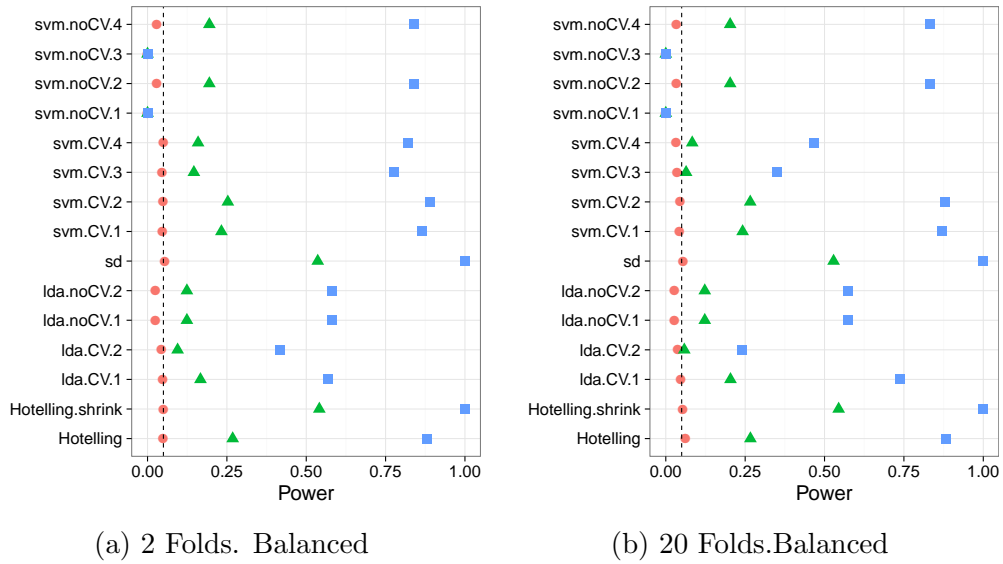 svm.noCV.4
svm.noCV.3
svm.noCV.2
svm.noCV.1
svm.CV.4
svm.CV.3
svm.CV.2
svm.CV.1
sd
lda.noCV.2
lda.noCV.1
lda.CV.2
lda.CV.1
Hotelling.shrink
Hotelling
0.00 0.25 0.50 0.75 1.00
Power
(a) 2 Folds. Balanced
svm.noCV.4
svm.noCV.3
svm.noCV.2
svm.noCV.1
svm.CV.4
svm.CV.3
svm.CV.2
svm.CV.1
sd
lda.noCV.2
lda.noCV.1
lda.CV.2
lda.CV.1
Hotelling.shrink
Hotelling
0.00 0.25 0.50 0.75 1.00
Power
(b) 20 Folds.Balanced